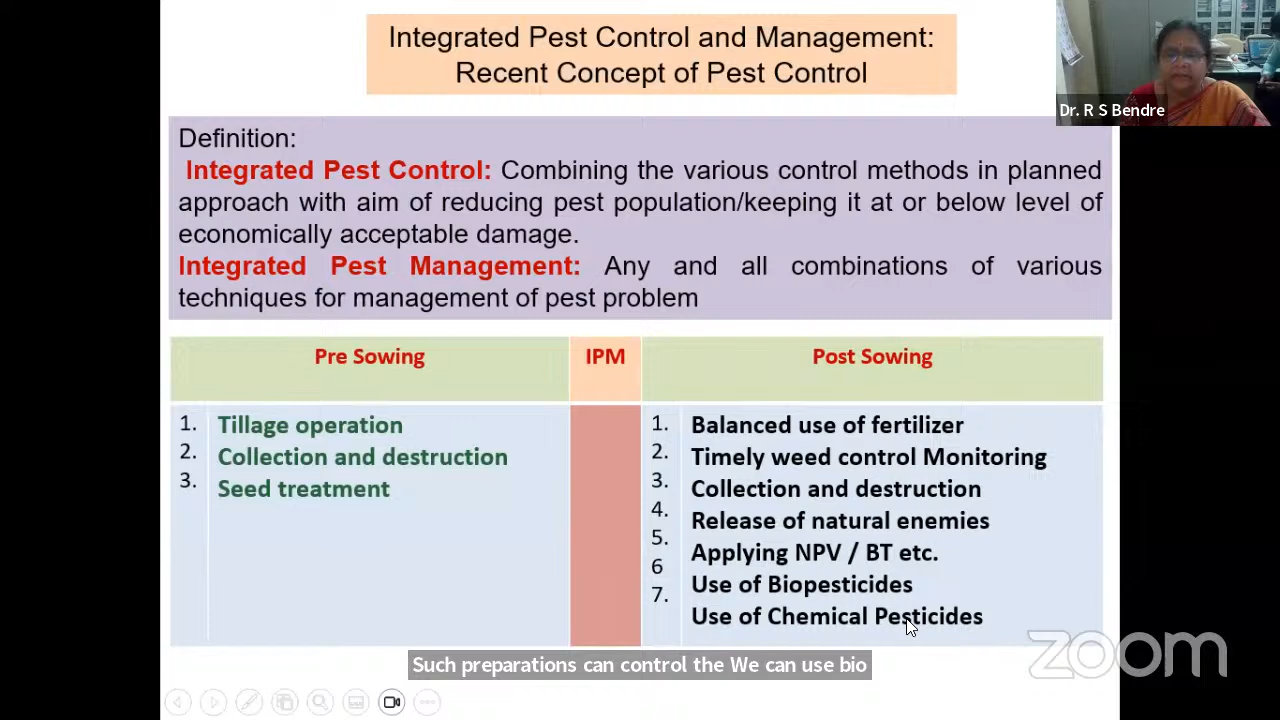 Integrated Pest Control and Management:
Recent Concept of Pest Control
Dr. R S Bendre
Definition:
Integrated Pest Control: Combining the various control methods in planned
approach with aim of reducing pest population/keeping it at or below level of
economically acceptable damage.
Integrated Pest Management: Any and all combinations of various
techniques for management of pest problem
Pre Sowing IPM Post Sowing
1. Tillage operation
2. Collection and destruction
3. Seed treatment
1. Balanced use of fertilizer
2. Timely weed control Monitoring
3. Collection and destruction
4. Release of natural enemies
5. Applying NPV / BT etc.
6 Use of Biopesticides
7. Use of Chemical Pesticides
zoom
Such preparations can control the We can use bio